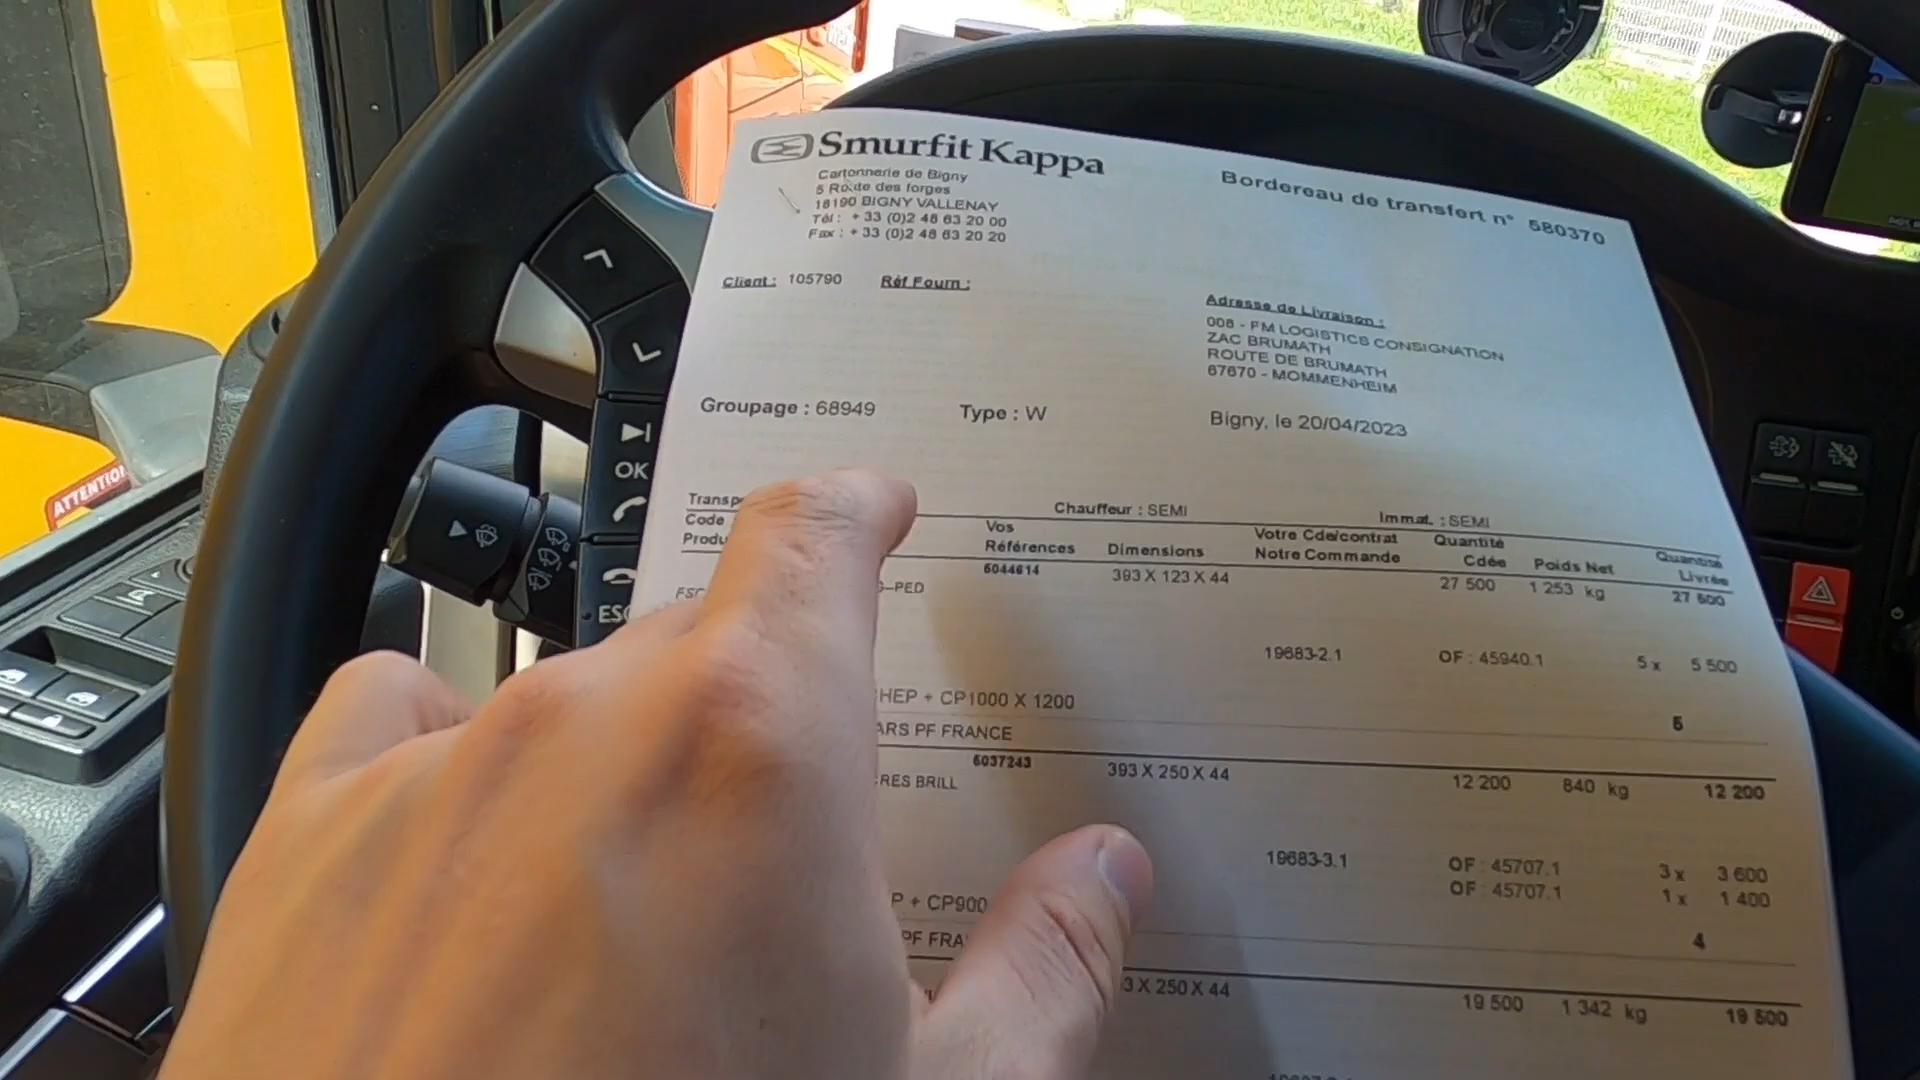 Smurfit Kappa
Bordereau de transfert n° 580370
Cartonnerie de Bigny
5 Route des forges
18190 BIGNY VALLENAY
Tél : + 33 (0)2 48 63 20 00
Fax : + 33 (0)2 48 63 20 20
Client : 105790 Réf Fourn :
Adresse de Livraison :
008 - FM LOGISTICS CONSIGNATION
ZAC BRUMATH
ROUTE DE BRUMATH
67670 - MOMMENHEIM
Groupage : 68949 Type : W Bigny, le 20/04/2023
Chauffeur : SEMI Immat. : SEMI
Code Vos Votre Cde/contrat Quantité Quantité
Références Dimensions Notre Commande Cdée Poids Net Livrée
6044614 393 X 123 X 44 27 500 1 253 kg 27 500
-PED
19683-2.1 OF : 45940.1 5 x 5 500
HEP + CP1000 X 1200
5
ARS PF FRANCE
6037243 393 X 250 X 44 12 200 840 kg 12 200
RES BRILL
19683-3.1 OF : 45707.1 3 x 3 600
OF : 45707.1 1 x 1 400
P + CP900
4
PF FRA
3 X 250 X 44 19 500 1 342 kg 19 500
ATTENTION
OK
ESC